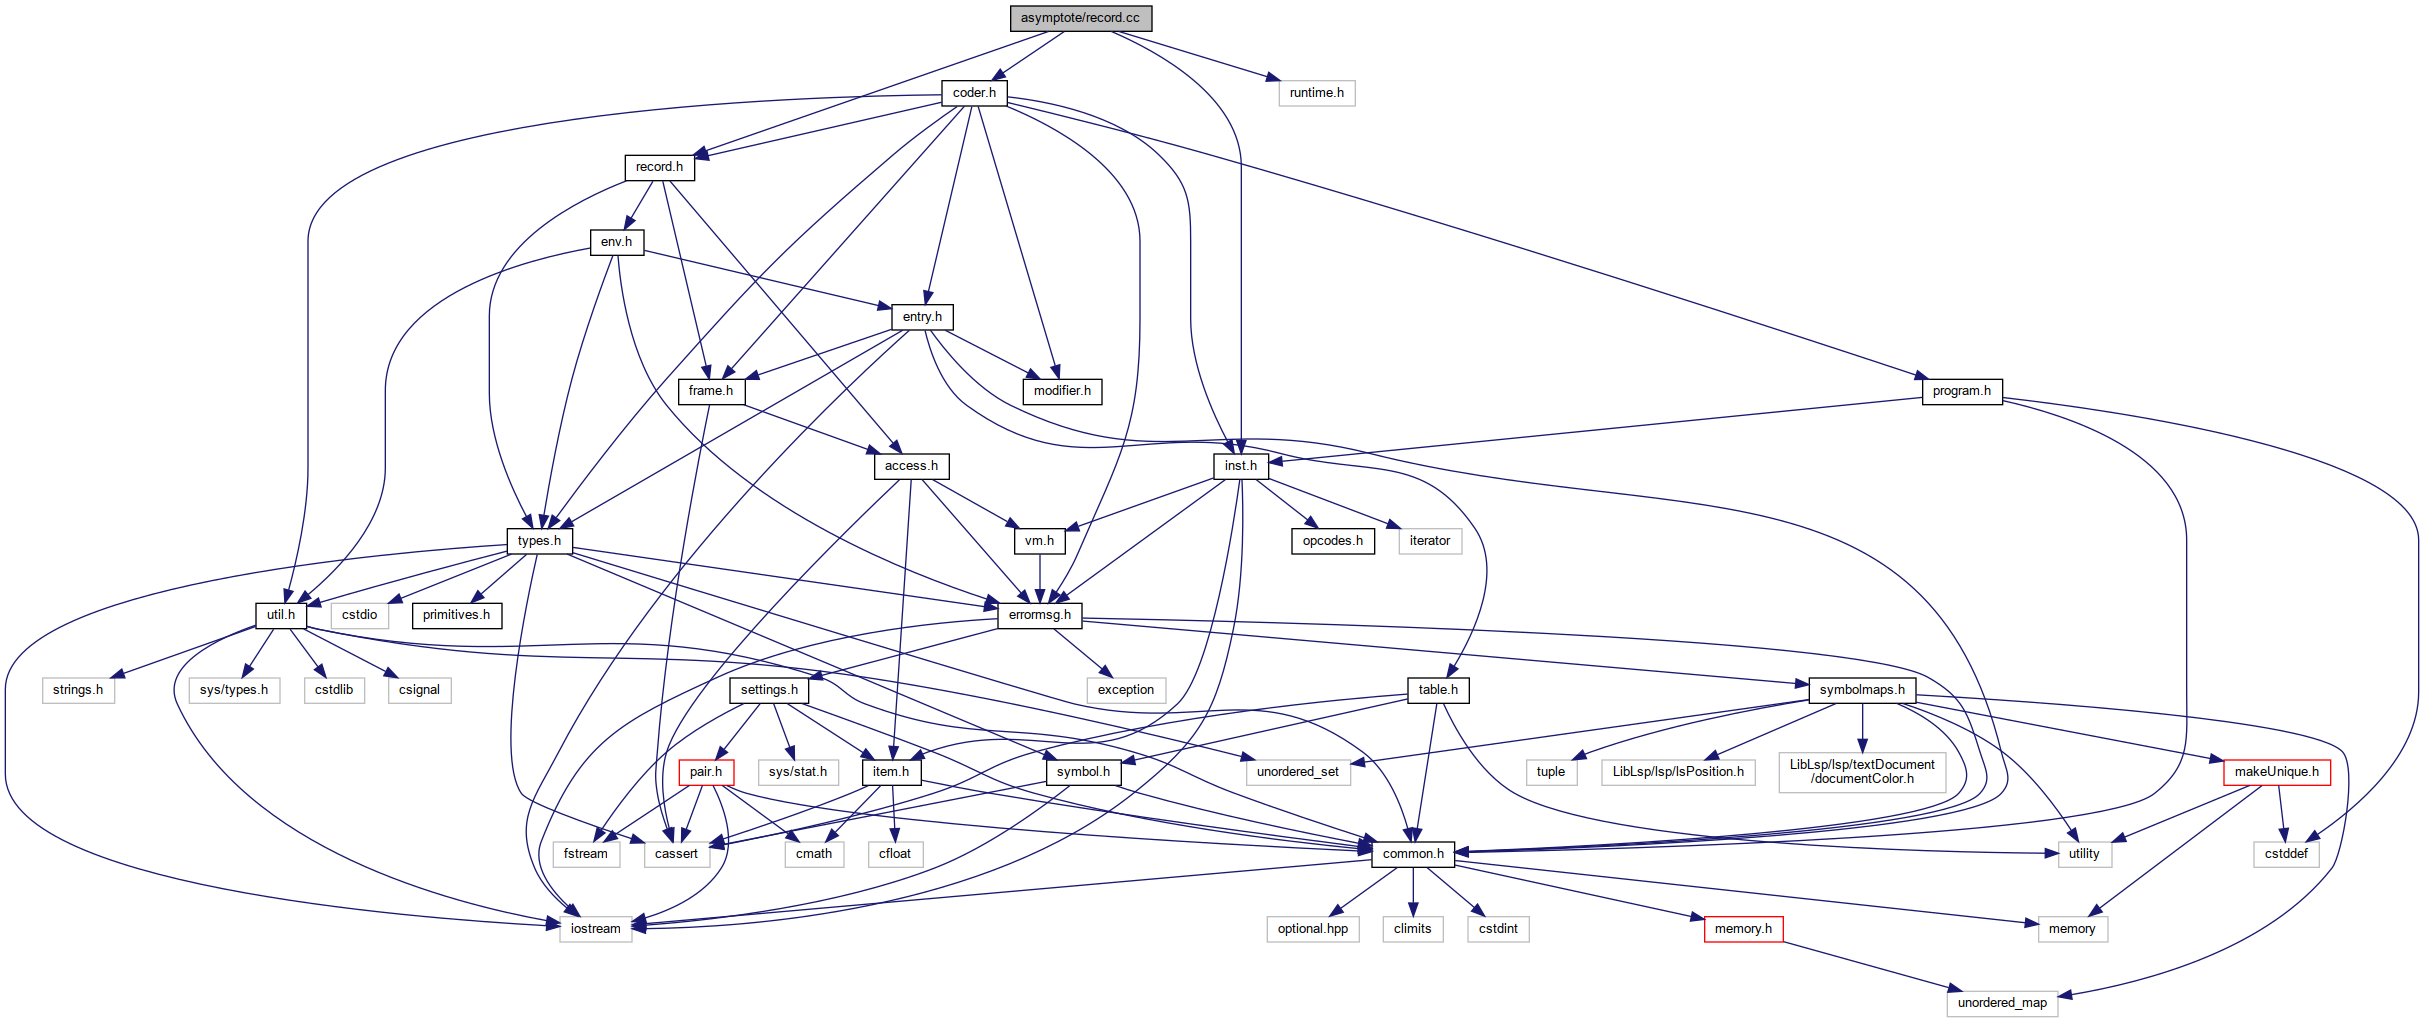 asymptote/record.cc
coder.h
runtime.h
record.h
env.h
entry.h
frame.h
modifier.h
program.h
access.h
inst.h
types.h
vm.h
opcodes.h
iterator
util.h
cstdio
primitives.h
errormsg.h
strings.h
sys/types.h
cstdlib
csignal
settings.h
exception
table.h
symbolmaps.h
pair.h
sys/stat.h
item.h
symbol.h
unordered_set
tuple
LibLsp/lsp/lsPosition.h
LibLsp/lsp/textDocument
/documentColor.h
makeUnique.h
fstream
cassert
cmath
cfloat
common.h
utility
cstddef
iostream
optional.hpp
climits
cstdint
memory.h
memory
unordered_map